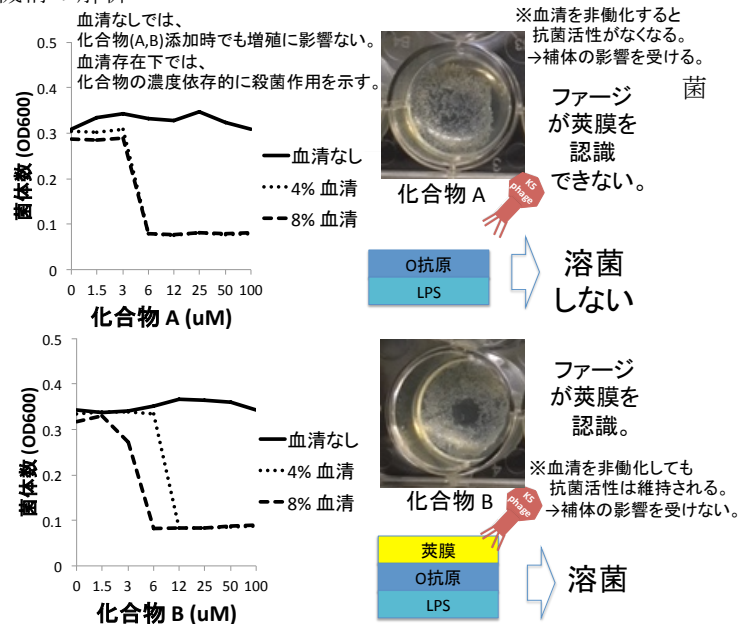 血清なしでは、
化合物(A,B)添加時でも増殖に影響ない。
血清存在下では、
化合物の濃度依存的に殺菌作用を示す。
菌体数 (OD600)
0.5
0.4
0.3
0.2
0.1
0
0 1.5 3 6 12 25 50 100
化合物 A (uM)
血清なし
4% 血清
8% 血清
※血清を非働化すると
抗菌活性がなくなる。
→補体の影響を受ける。
菌
ファージ
が莢膜を
認識
できない。
化合物 A
K5
phage
O抗原
LPS
溶菌
しない
菌体数 (OD600)
0.5
0.4
0.3
0.2
0.1
0
0 1.5 3 6 12 25 50 100
化合物 B (uM)
血清なし
4% 血清
8% 血清
ファージ
が莢膜を
認識。
※血清を非働化しても
抗菌活性は維持される。
→補体の影響を受けない。
化合物 B
K5
phage
莢膜
O抗原
LPS
溶菌